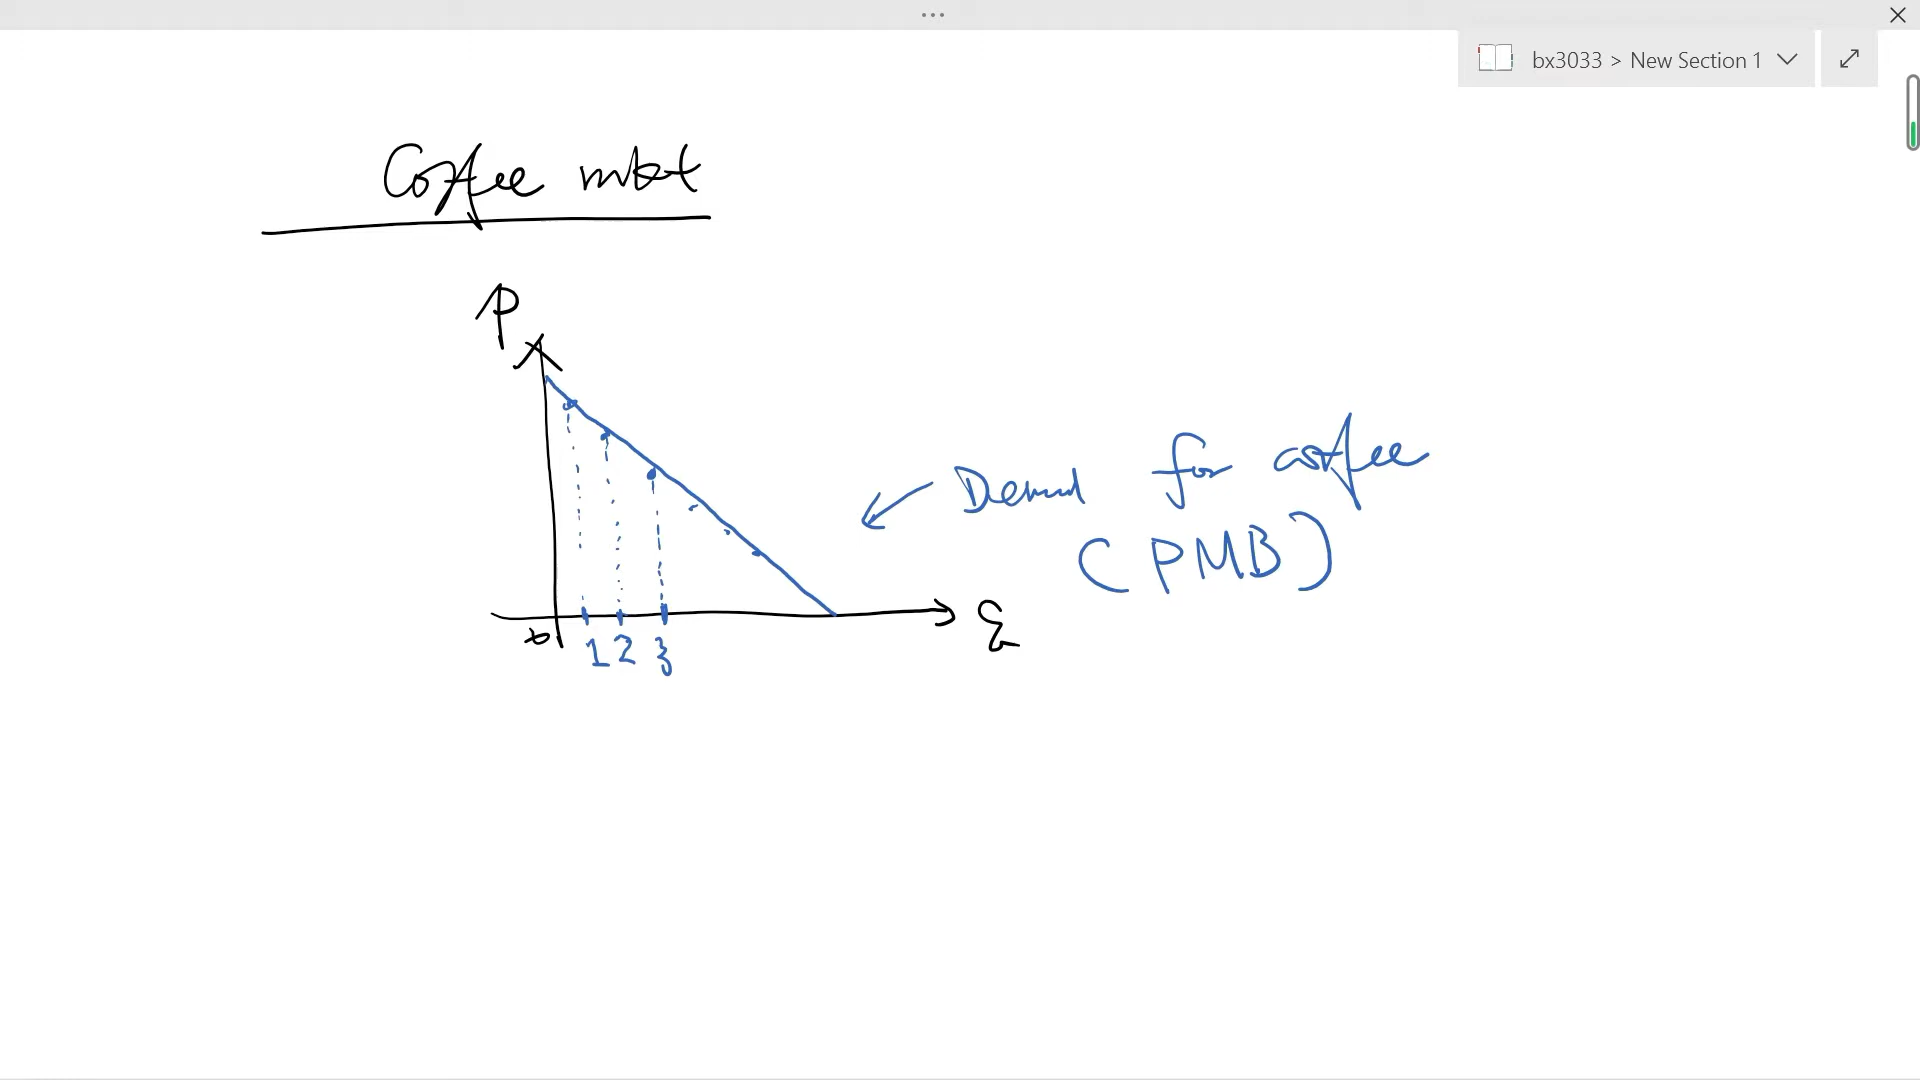 ...
bx3033 > New Section 1
Coffee mkt
P
Demand for coffee
(PMB)
0
Q
1 2 3